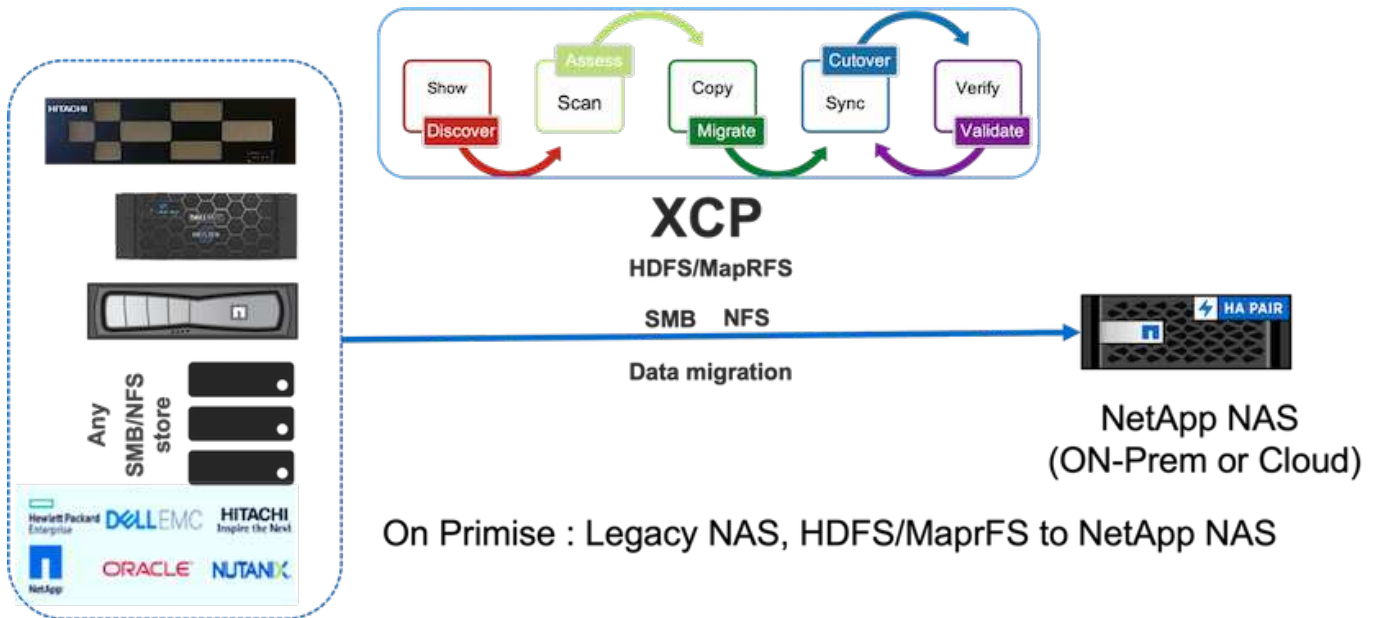 Show
Discover
Assess
Scan
Copy
Migrate
Cutover
Sync
Verify
Validate
XCP
HDFS/MapRFS
SMB NFS
Data migration
HITACHI
Any
SMB/NFS
store
Hewlett Packard
Enterprise
DELLEMC
HITACHI
Inspire the Next
NetApp
ORACLE
NUTANIX
HA PAIR
NetApp NAS
(ON-Prem or Cloud)
On Primise : Legacy NAS, HDFS/MaprFS to NetApp NAS